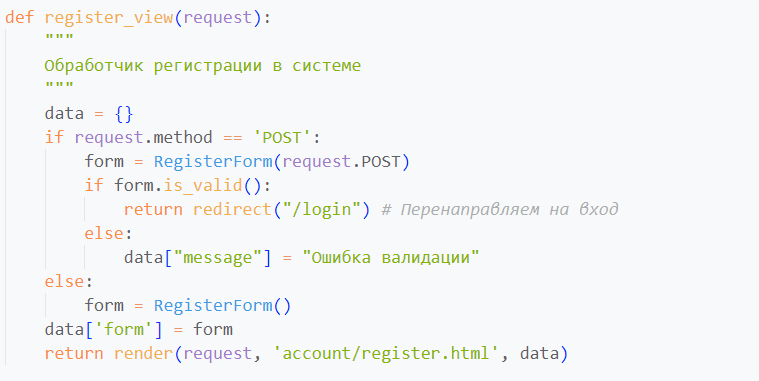 def register_view(request):
    """
    Обработчик регистрации в системе
    """
    data = {}
    if request.method == 'POST':
        form = RegisterForm(request.POST)
        if form.is_valid():
            return redirect("/login") # Перенаправляем на вход
        else:
            data["message"] = "Ошибка валидации"
    else:
        form = RegisterForm()
    data['form'] = form
    return render(request, 'account/register.html', data)